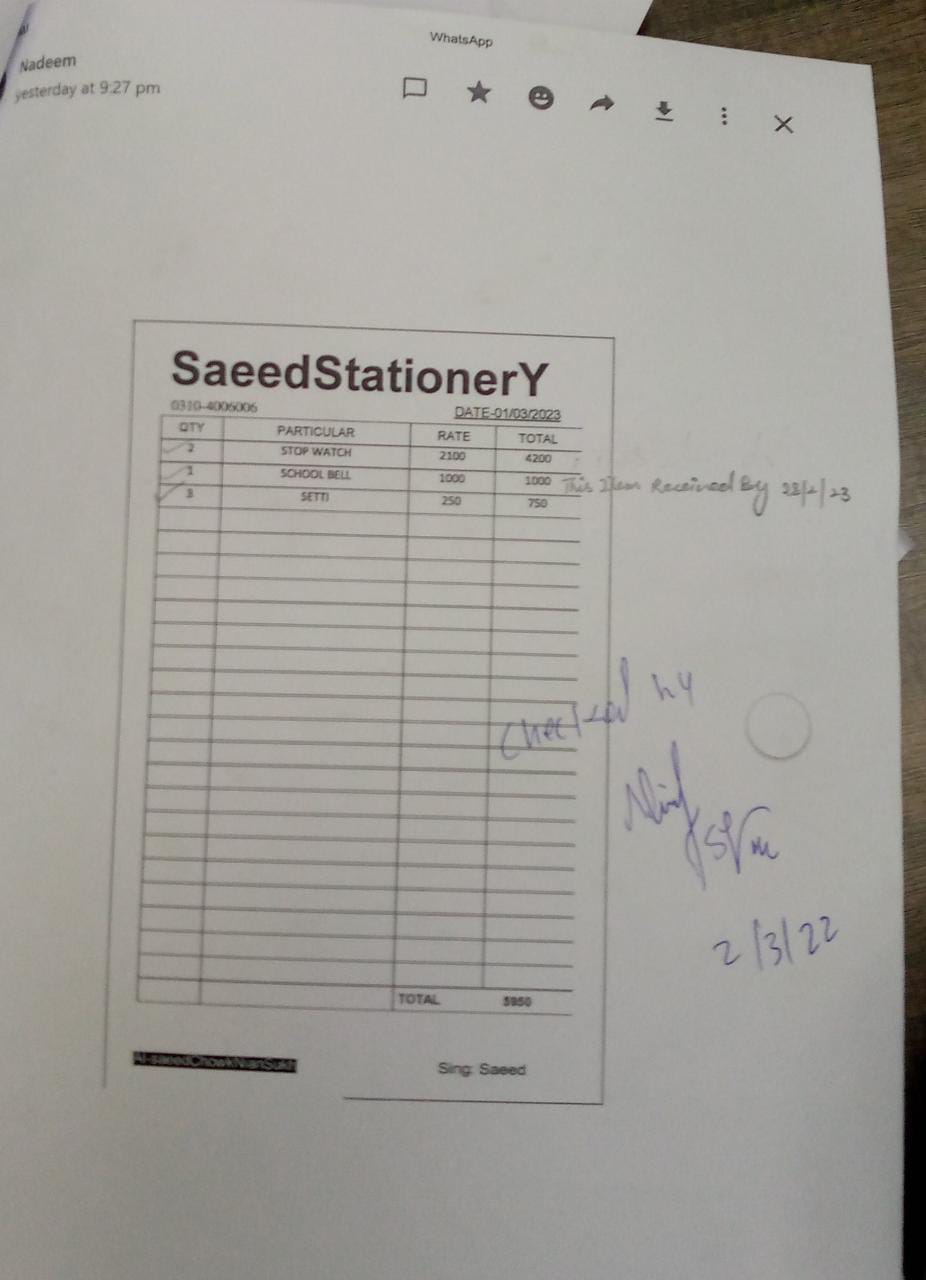 WhatsApp
Nadeem
yesterday at 9:27 pm
SaeedStationerY
0310-4006006
DATE-01/03/2023
QTY PARTICULAR RATE TOTAL
2 STOP WATCH 2100 4200
1 SCHOOL BELL 1000 1000
This Item Received By 28/2/23
3 SETTI 250 750
Checked by
2/3/22
TOTAL 5950
Al-saeedChowkNianSukh
Sing: Saeed